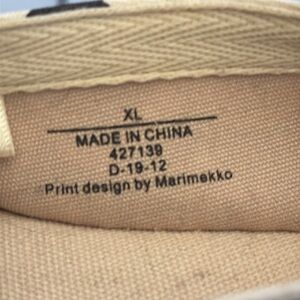 XL
MADE IN CHINA
427139
D-19-12
Print design by Marimekko